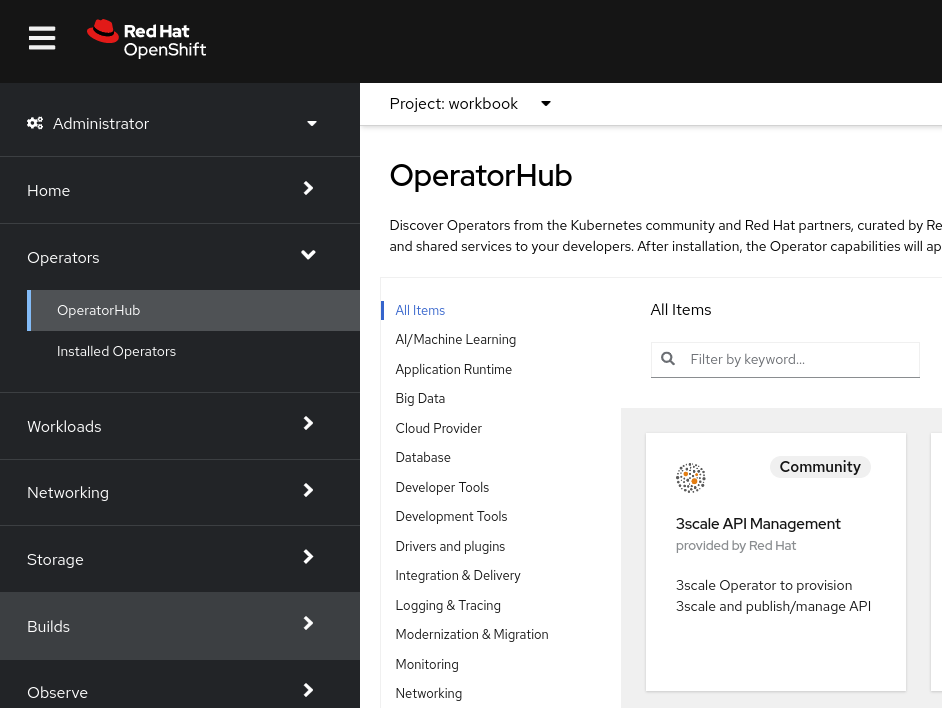 Red Hat
OpenShift
Administrator
Home
Operators
OperatorHub
Installed Operators
Workloads
Networking
Storage
Builds
Observe
Project: workbook
OperatorHub
Discover Operators from the Kubernetes community and Red Hat partners, curated by Re
and shared services to your developers. After installation, the Operator capabilities will ap
All Items
AI/Machine Learning
Application Runtime
Big Data
Cloud Provider
Database
Developer Tools
Development Tools
Drivers and plugins
Integration & Delivery
Logging & Tracing
Modernization & Migration
Monitoring
Networking
All Items
Filter by keyword...
Community
3scale API Management
provided by Red Hat
3scale Operator to provision
3scale and publish/manage API